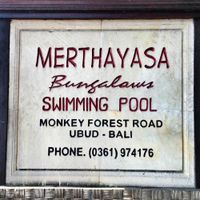 MERTHAYASA
Bungalows
SWIMMING POOL
MONKEY FOREST ROAD
UBUD - BALI
PHONE. (0361) 974176